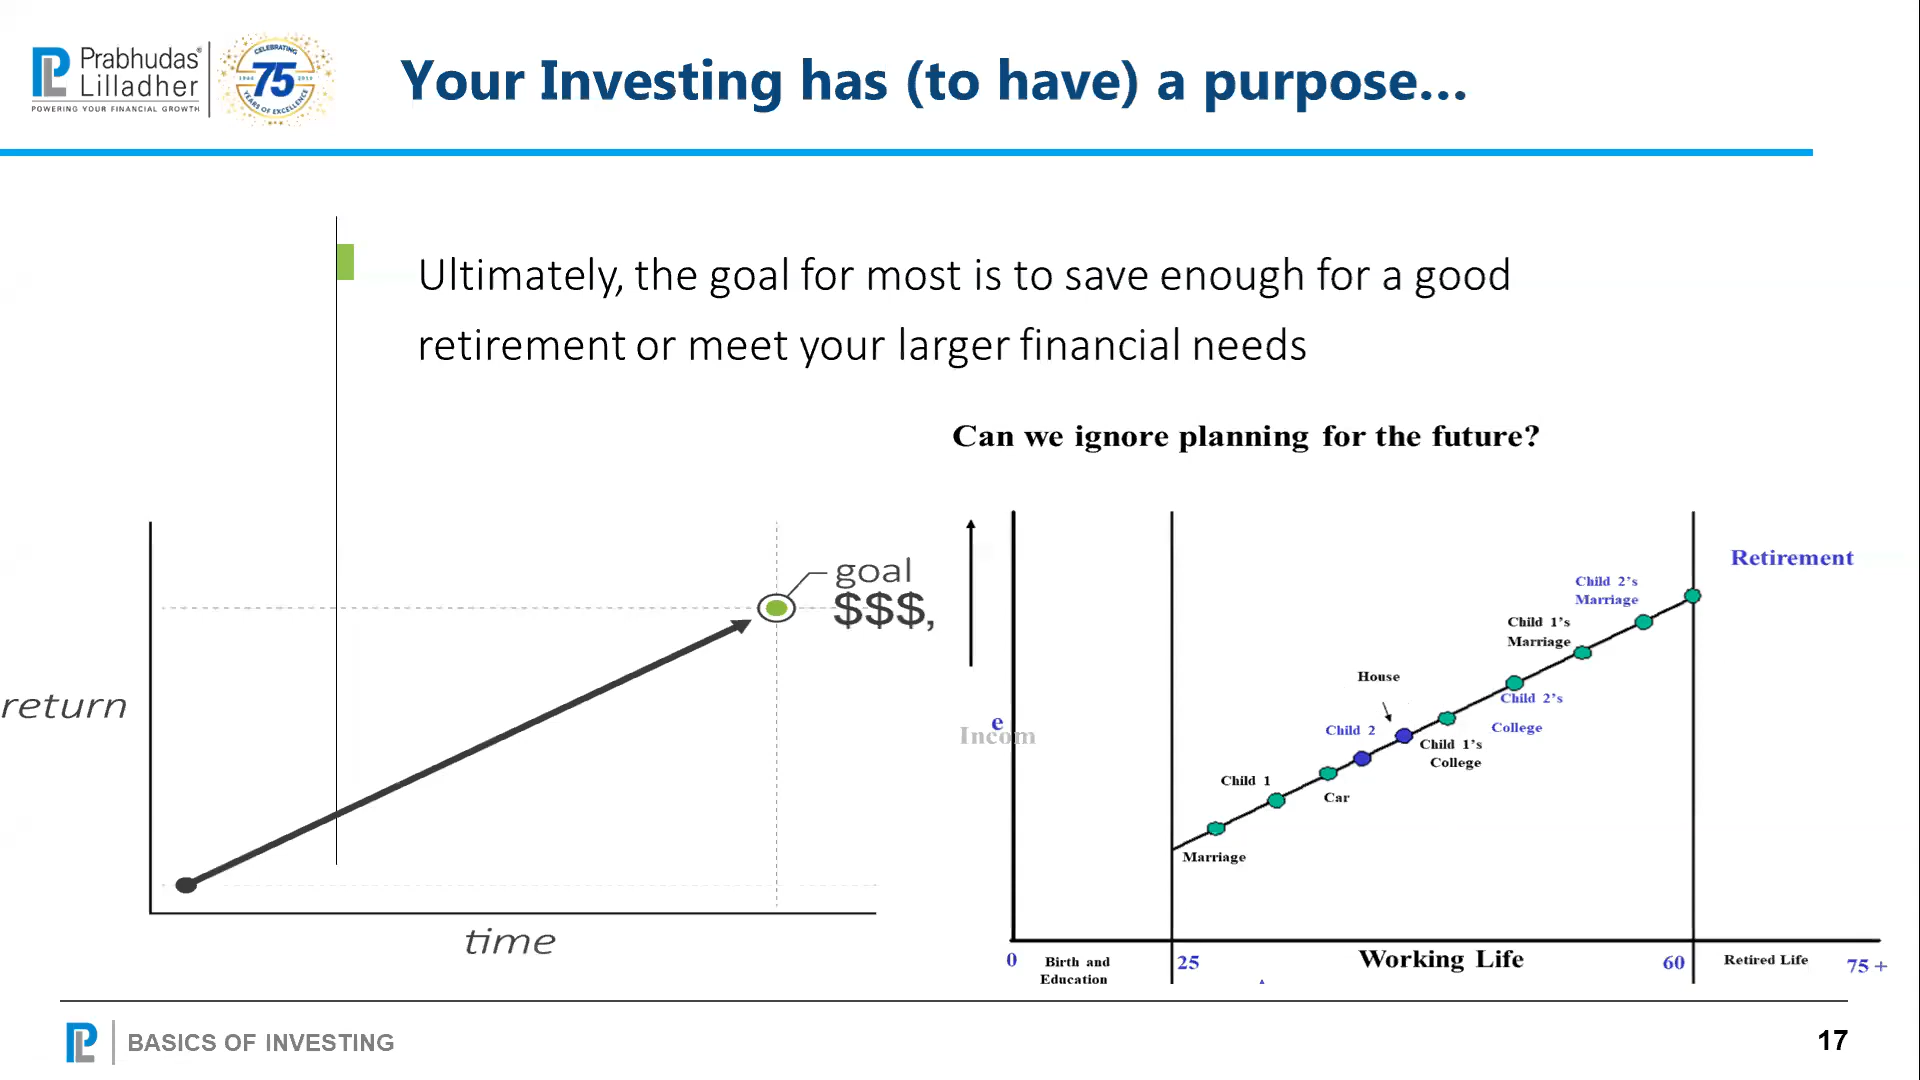 Prabhudas®
Lilladher
POWERING YOUR FINANCIAL GROWTH
CELEBRATING
75
YEARS OF EXCELLENCE
Your Investing has (to have) a purpose...
Ultimately, the goal for most is to save enough for a good
retirement or meet your larger financial needs
Can we ignore planning for the future?
goal
$$$,
return
time
e
Incom
Retirement
Child 2's
Marriage
Child 1's
Marriage
House
Child 2's
College
Child 2
Child 1's
College
Child 1
Car
Marriage
0
Birth and
Education
25
Working Life
60
Retired Life
75 +
BASICS OF INVESTING
17